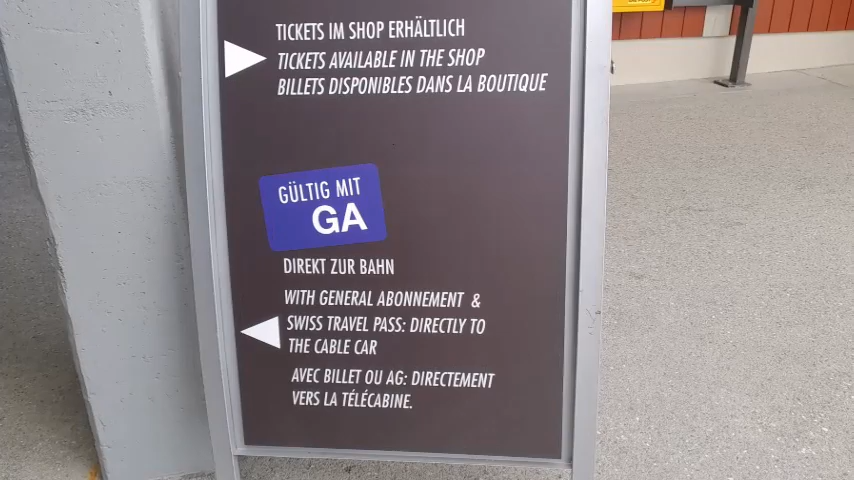 TICKETS IM SHOP ERHÄLTLICH
TICKETS AVAILABLE IN THE SHOP
BILLETS DISPONIBLES DANS LA BOUTIQUE
GÜLTIG MIT
GA
DIREKT ZUR BAHN
WITH GENERAL ABONNEMENT &
SWISS TRAVEL PASS: DIRECTLY TO
THE CABLE CAR
AVEC BILLET OU AG: DIRECTEMENT
VERS LA TÉLÉCABINE.